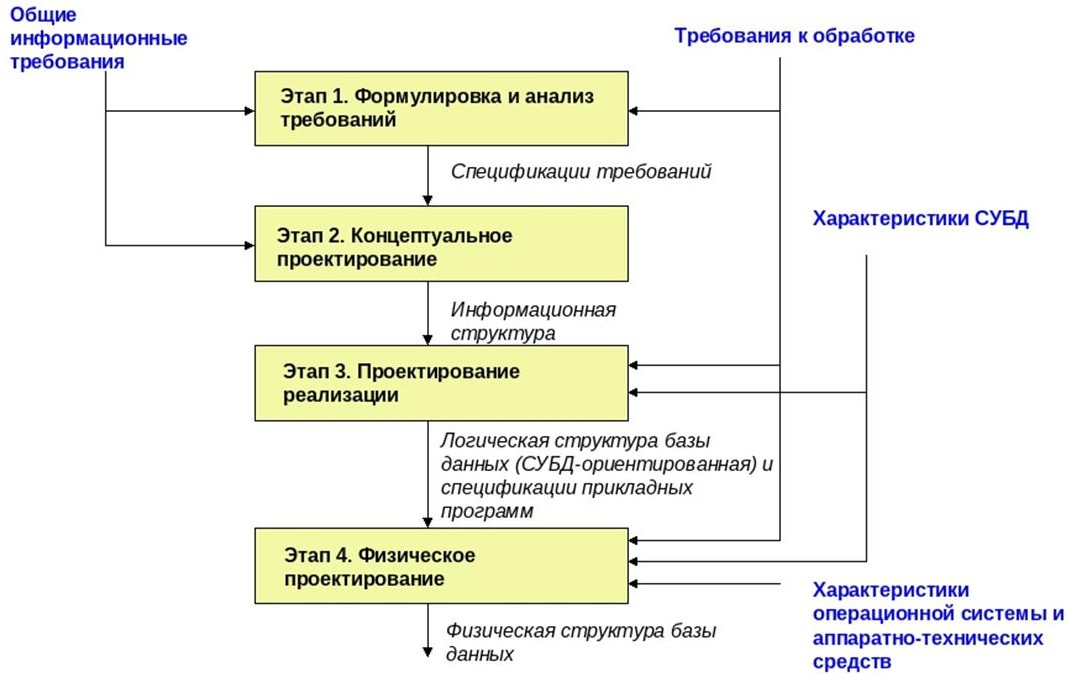 Общие
информационные
требования
Требования к обработке
Этап 1. Формулировка и анализ
требований
Спецификации требований
Характеристики СУБД
Этап 2. Концептуальное
проектирование
Информационная
структура
Этап 3. Проектирование
реализации
Логическая структура базы
данных (СУБД-ориентированная) и
спецификации прикладных
программ
Этап 4. Физическое
проектирование
Характеристики
операционной системы и
аппаратно-технических
средств
Физическая структура базы
данных